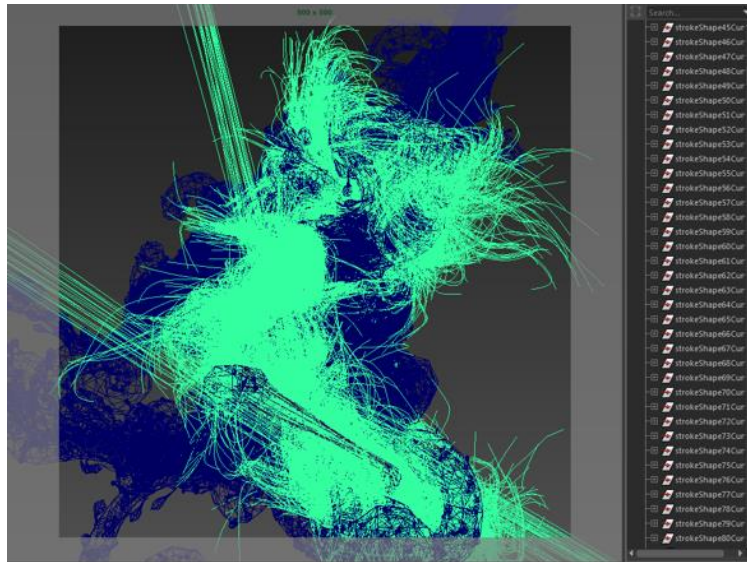 Search...
strokeShape45Cur
strokeShape46Cur
strokeShape47Cur
strokeShape48Cur
strokeShape49Cur
strokeShape50Cur
strokeShape51Cur
strokeShape52Cur
strokeShape53Cur
strokeShape54Cur
strokeShape55Cur
strokeShape56Cur
strokeShape57Cur
strokeShape58Cur
strokeShape59Cur
strokeShape60Cur
strokeShape61Cur
strokeShape62Cur
strokeShape63Cur
strokeShape64Cur
strokeShape65Cur
strokeShape66Cur
strokeShape67Cur
strokeShape68Cur
strokeShape69Cur
strokeShape70Cur
strokeShape71Cur
strokeShape72Cur
strokeShape73Cur
strokeShape74Cur
strokeShape75Cur
strokeShape76Cur
strokeShape77Cur
strokeShape78Cur
strokeShape79Cur
strokeShape80Cur